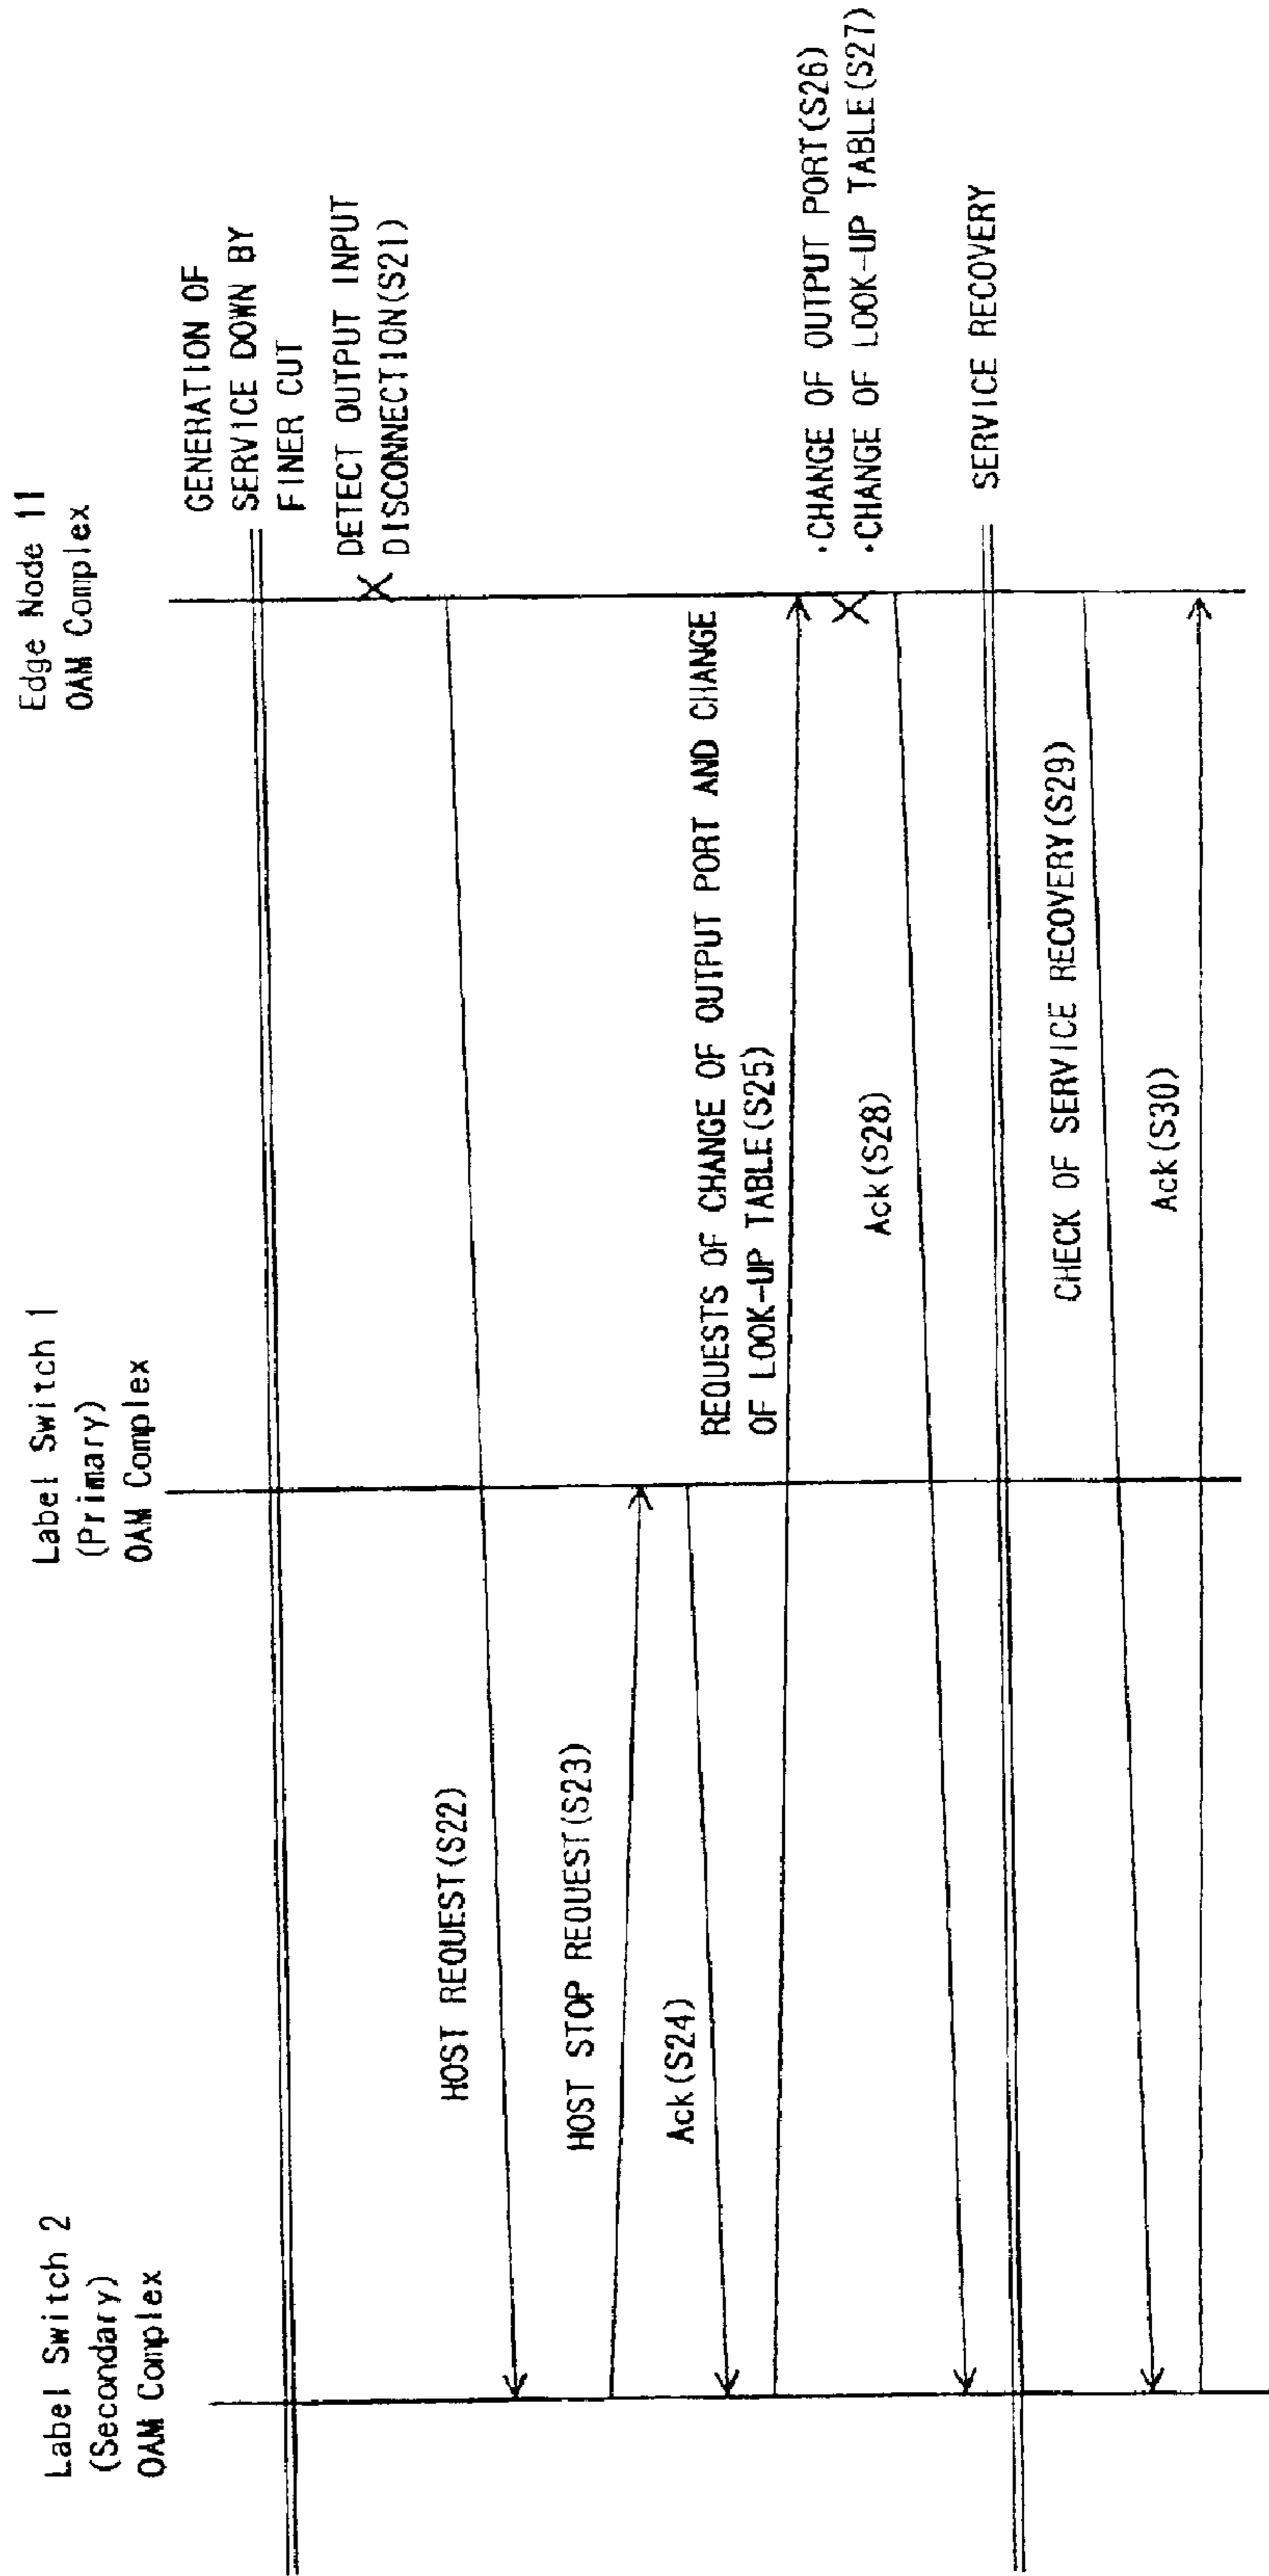 Label Switch 2
(Secondary)
OAM Complex
Label Switch 1
(Primary)
OAM Complex
Edge Node 11
OAM Complex
GENERATION OF
SERVICE DOWN BY
FINER CUT
DETECT OUTPUT INPUT
DISCONNECTION(S21)
HOST REQUEST(S22)
HOST STOP REQUEST(S23)
Ack(S24)
REQUESTS OF CHANGE OF OUTPUT PORT AND CHANGE
OF LOOK-UP TABLE(S25)
·CHANGE OF OUTPUT PORT(S26)
·CHANGE OF LOOK-UP TABLE(S27)
Ack(S28)
SERVICE RECOVERY
CHECK OF SERVICE RECOVERY(S29)
Ack(S30)